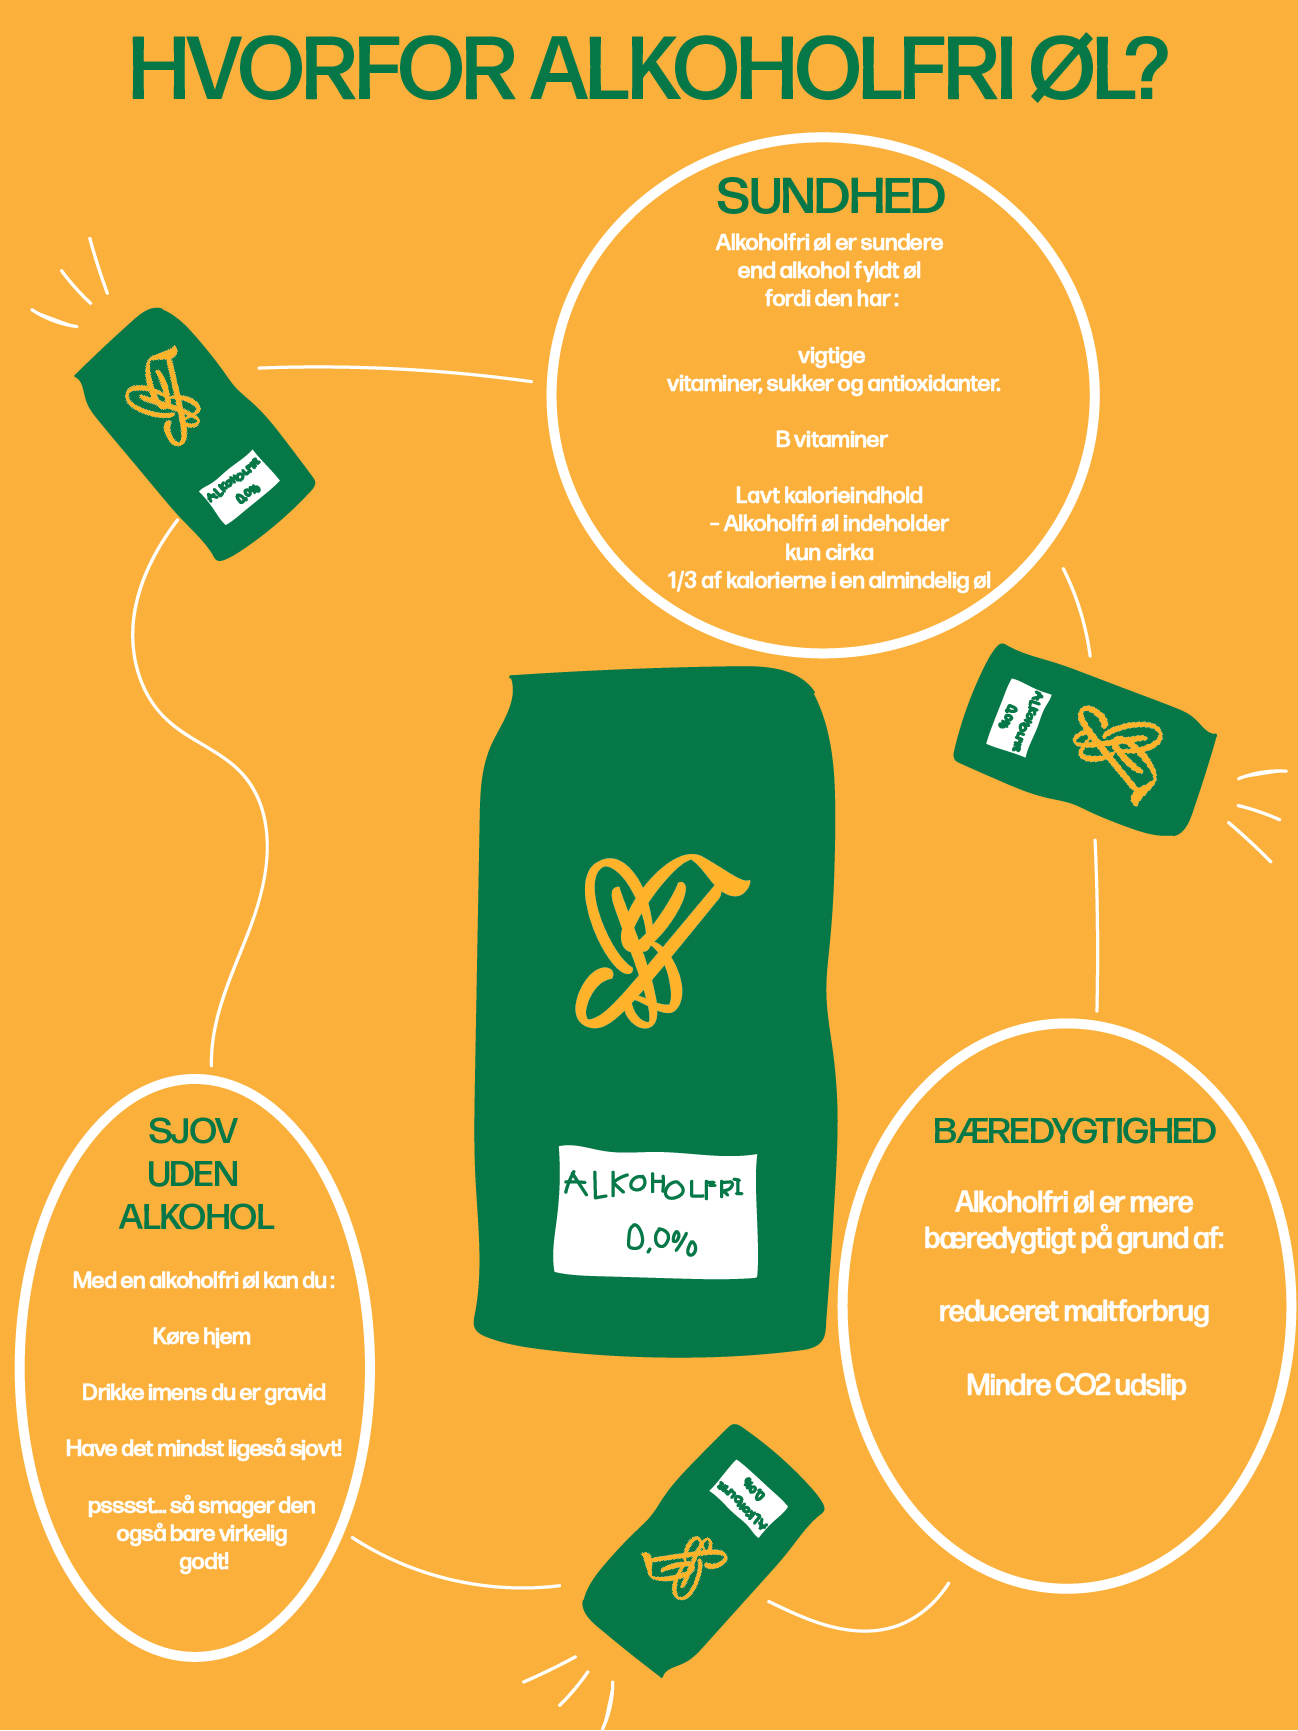 HVORFOR ALKOHOLFRI ØL?
SUNDHED
Alkoholfri øl er sundere
end alkohol fyldt øl
fordi den har :
vigtige
vitaminer, sukker og antioxidanter.
B vitaminer
Lavt kalorieindhold
– Alkoholfri øl indeholder
kun cirka
1/3 af kalorierne i en almindelig øl
ALKOHOLFRI
0,0%
ALKOHOLFRI
0,0%
ALKOHOLFRI
0,0%
SJOV
UDEN
ALKOHOL
Med en alkoholfri øl kan du :
Køre hjem
Drikke imens du er gravid
Have det mindst ligeså sjovt!
pssssst... så smager den
også bare virkelig
godt!
BÆREDYGTIGHED
Alkoholfri øl er mere
bæredygtigt på grund af:
reduceret maltforbrug
Mindre CO2 udslip
ALKOHOLFRI
0,0%